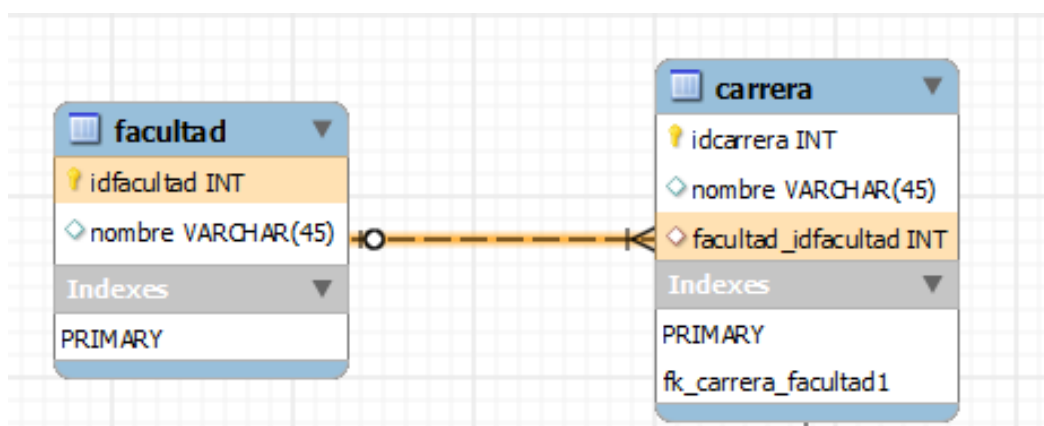 facultad
idfacultad INT
nombre VARCHAR(45)
Indexes
PRIMARY
carrera
idcarrera INT
nombre VARCHAR(45)
facultad_idfacultad INT
Indexes
PRIMARY
fk_carrera_facultad1